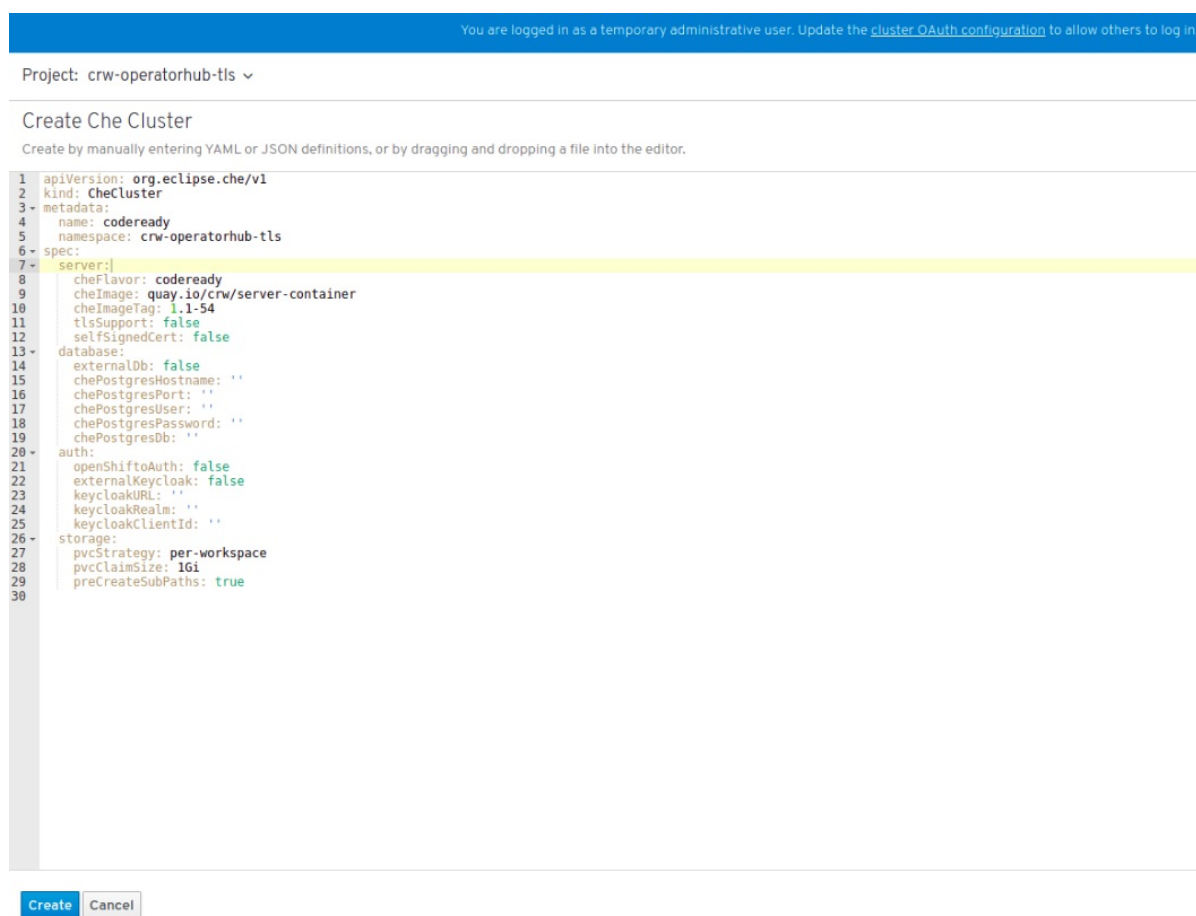 You are logged in as a temporary administrative user. Update the cluster OAuth configuration to allow others to log in
Project: crw-operatorhub-tls
Create Che Cluster
Create by manually entering YAML or JSON definitions, or by dragging and dropping a file into the editor.
1 apiVersion: org.eclipse.che/v1
2 kind: CheCluster
3 metadata:
4 name: codeready
5 namespace: crw-operatorhub-tls
6 spec:
7 server:
8 cheFlavor: codeready
9 cheImage: quay.io/crw/server-container
10 cheImageTag: 1.1-54
11 tlsSupport: false
12 selfSignedCert: false
13 database:
14 externalDb: false
15 chePostgresHostname: ''
16 chePostgresPort: ''
17 chePostgresUser: ''
18 chePostgresPassword: ''
19 chePostgresDb: ''
20 auth:
21 openShiftoAuth: false
22 externalKeycloak: false
23 keycloakURL: ''
24 keycloakRealm: ''
25 keycloakClientId: ''
26 storage:
27 pvcStrategy: per-workspace
28 pvcClaimSize: 1Gi
29 preCreateSubPaths: true
30
Create Cancel